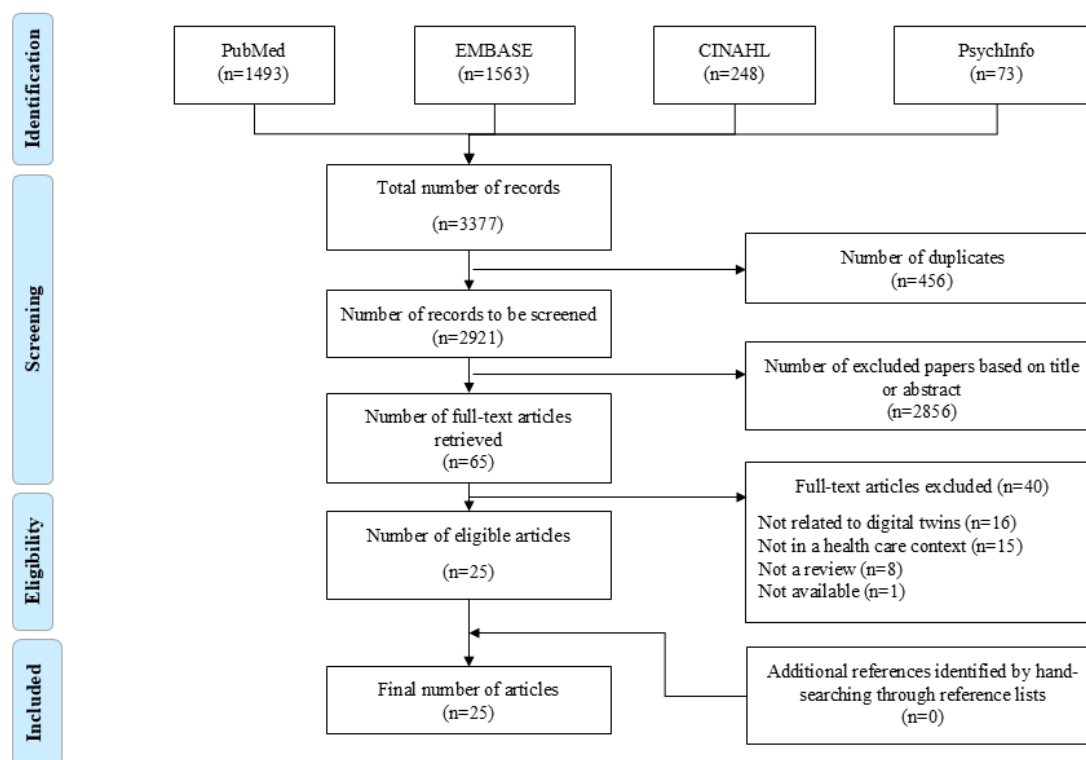 Identification
PubMed
(n=1493)
EMBASE
(n=1563)
CINAHL
(n=248)
PsychInfo
(n=73)
Screening
Total number of records
(n=3377)
Number of duplicates
(n=456)
Number of records to be screened
(n=2921)
Number of excluded papers based on title
or abstract
(n=2856)
Number of full-text articles
retrieved
(n=65)
Eligibility
Full-text articles excluded (n=40)
Not related to digital twins (n=16)
Not in a health care context (n=15)
Not a review (n=8)
Not available (n=1)
Number of eligible articles
(n=25)
Included
Additional references identified by hand-
searching through reference lists
(n=0)
Final number of articles
(n=25)